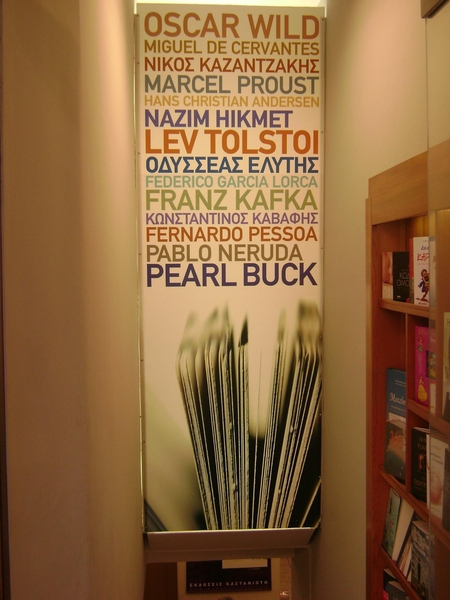 OSCAR WILD
MIGUEL DE CERVANTES
ΝΙΚΟΣ ΚΑΖΑΝΤΖΑΚΗΣ
MARCEL PROUST
HANS CHRISTIAN ANDERSEN
NAZIM HIKMET
LEV TOLSTOI
ΟΔΥΣΣΕΑΣ ΕΛΥΤΗΣ
FEDERICO GARCIA LORCA
FRANZ KAFKA
ΚΩΝΣΤΑΝΤΙΝΟΣ ΚΑΒΑΦΗΣ
FERNANDO PESSOA
PABLO NERUDA
PEARL BUCK
ΕΚΔΟΣΕΙΣ ΚΑΣΤΑΝΙΩΤΗ